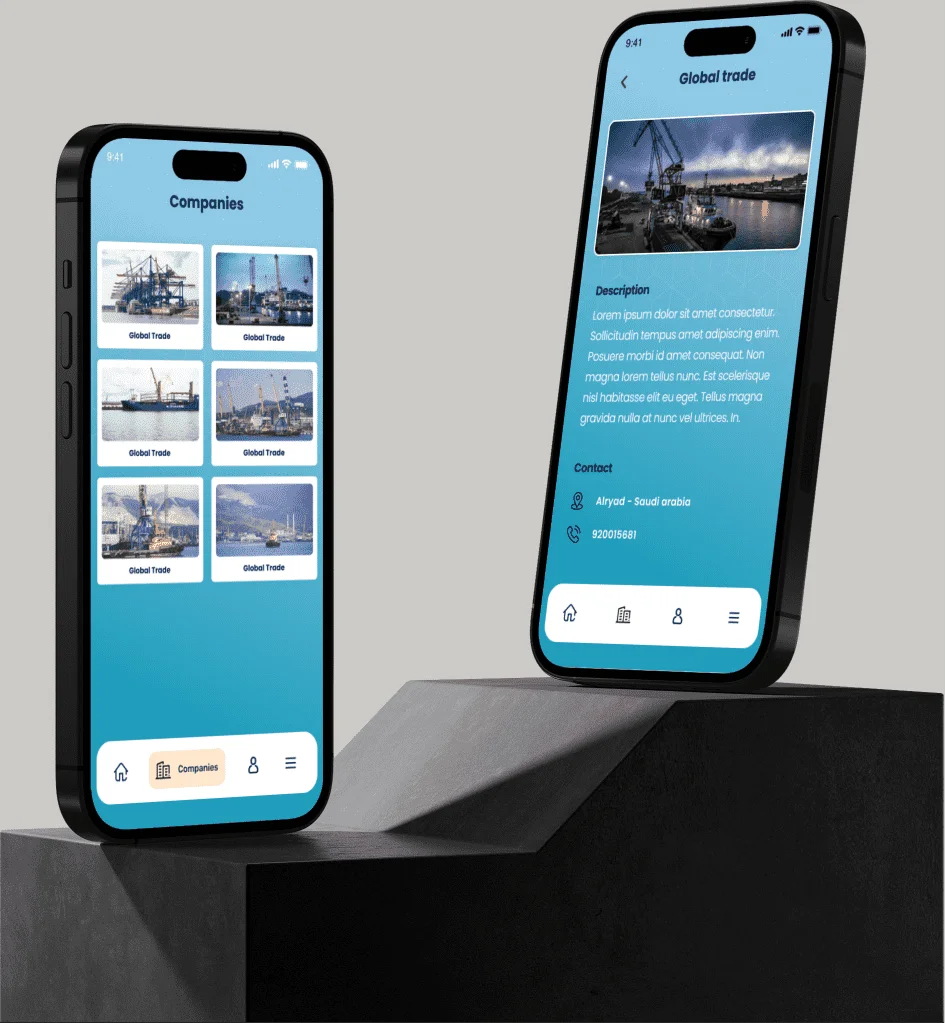 9:41
Companies
Global Trade
Global Trade
Global Trade
Global Trade
Global Trade
Global Trade
Companies
9:41
Global trade
Description
Lorem ipsum dolor sit amet consectetur.
Sollicitudin tempus amet adipiscing enim.
Posuere morbi id amet consequat. Non
magna lorem tellus nunc. Est scelerisque
nisl habitasse elit eu eget. Tellus magna
gravida nulla at nunc vel ultrices. In.
Contact
Alryad - Saudi arabia
920015681